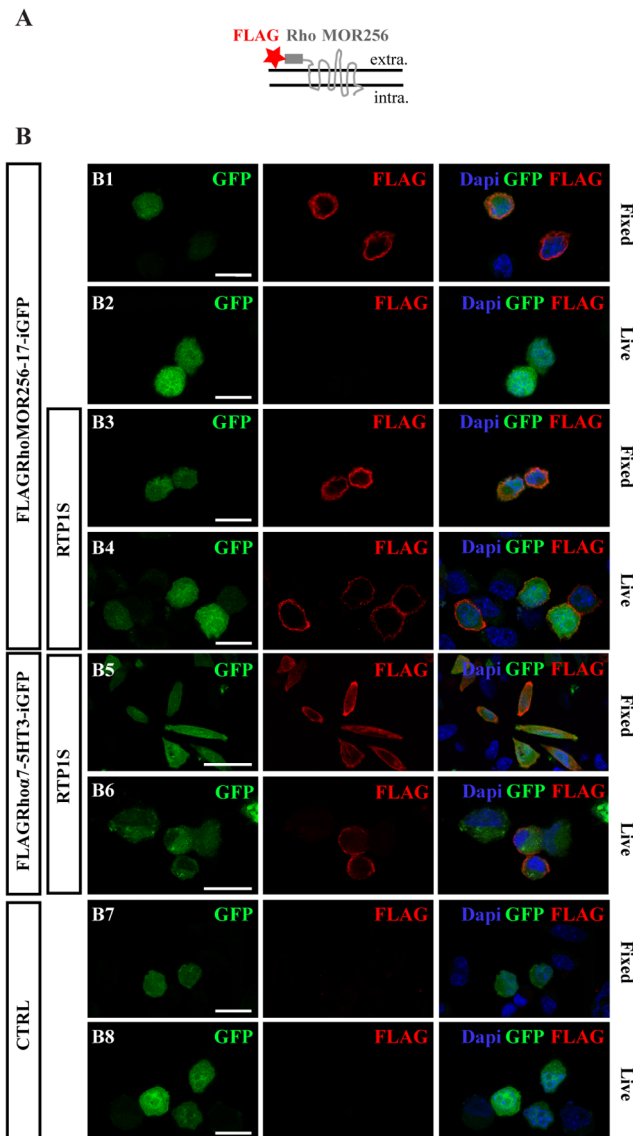 A
FLAG Rho MOR256
extra.
intra.
B
FLAGRhoMOR256-17-iGFP
B1 GFP FLAG Dapi GFP FLAG Fixed
B2 GFP FLAG Dapi GFP FLAG Live
RTP1S
B3 GFP FLAG Dapi GFP FLAG Fixed
B4 GFP FLAG Dapi GFP FLAG Live
FLAGRhoα7-5HT3-iGFP
RTP1S
B5 GFP FLAG Dapi GFP FLAG Fixed
B6 GFP FLAG Dapi GFP FLAG Live
CTRL
B7 GFP FLAG Dapi GFP FLAG Fixed
B8 GFP FLAG Dapi GFP FLAG Live